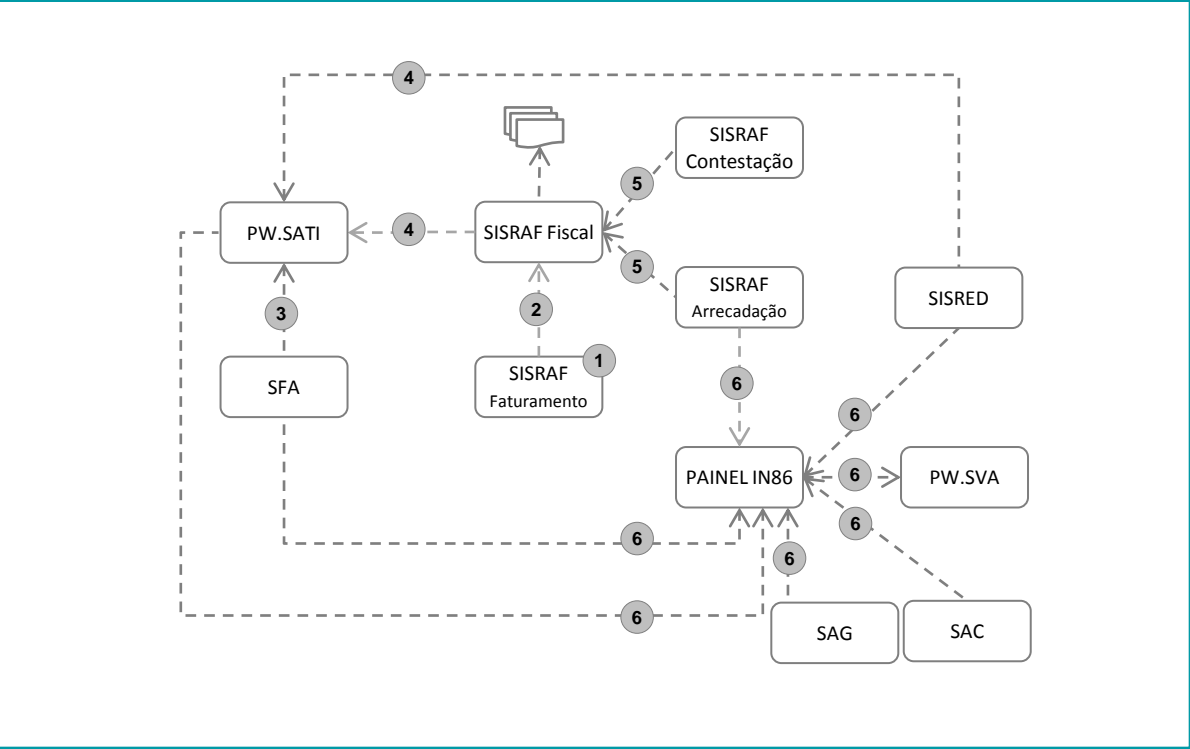 4
SISRAF
Contestação
5
PW.SATI
4
SISRAF Fiscal
5
SISRAF
Arrecadação
SISRED
3
2
1
SFA
SISRAF
Faturamento
6
6
PAINEL IN86
6
PW.SVA
6
6
6
6
SAG
SAC